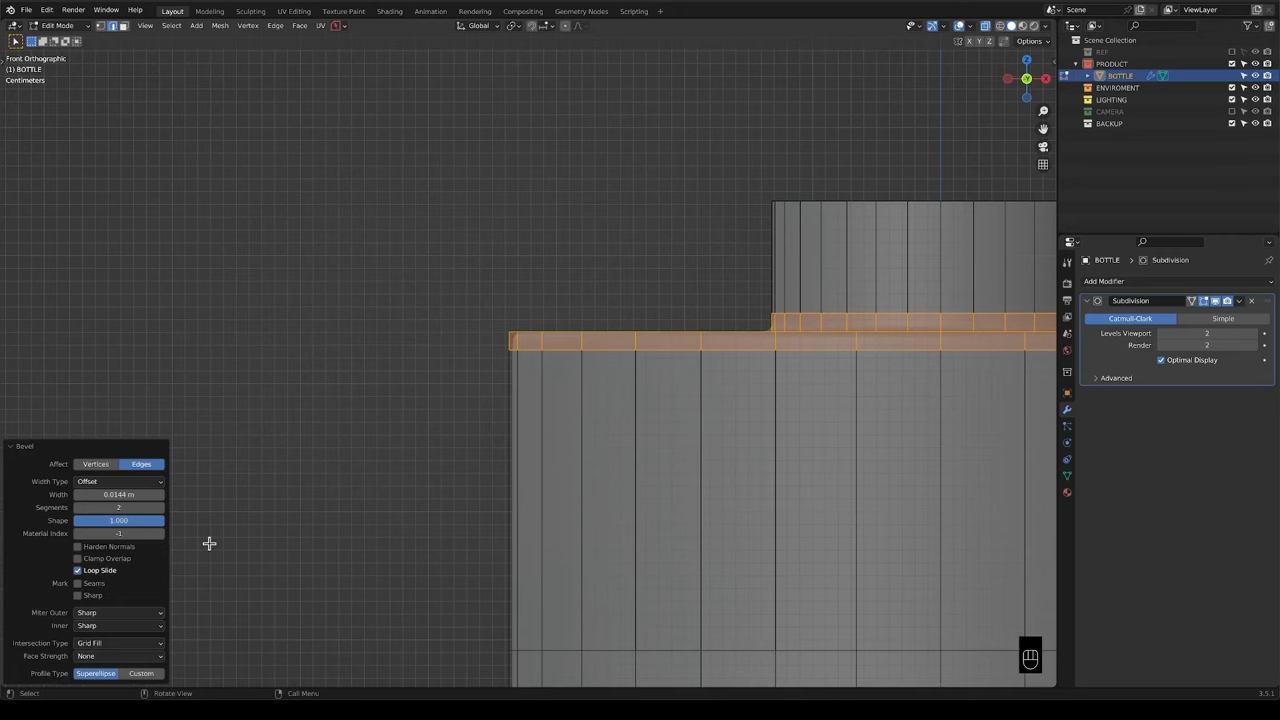 File Edit Render Window Help Layout Modeling Sculpting UV Editing Texture Paint Shading Animation Rendering Compositing Geometry Nodes Scripting + Scene ViewLayer
Edit Mode View Select Add Mesh Vertex Edge Face UV Global
X Y Z Options
Front Orthographic
(1) BOTTLE
Centimeters
Z
Y
X
Scene Collection
REF
PRODUCT
BOTTLE
ENVIROMENT
LIGHTING
CAMERA
BACKUP
BOTTLE > Subdivision
Add Modifier
Subdivision
Catmull-Clark Simple
Levels Viewport 2
Render 2
Optimal Display
Advanced
Bevel
Affect Vertices Edges
Width Type Offset
Width 0.0144 m
Segments 2
Shape 1.000
Material Index -1
Harden Normals
Clamp Overlap
Loop Slide
Mark Seams
Sharp
Miter Outer Sharp
Inner Sharp
Intersection Type Grid Fill
Face Strength None
Profile Type Superellipse Custom
Select Rotate View Call Menu 3.5.1